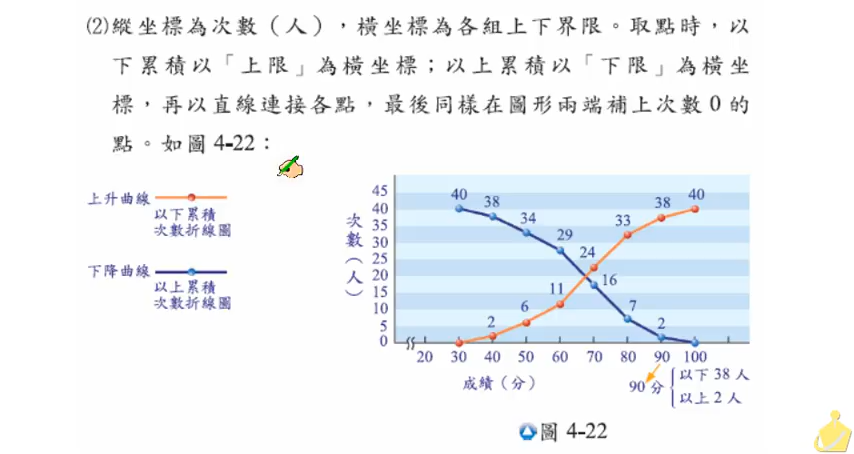 (2)縱坐標為次數(人),橫坐標為各組上下界限。取點時,以
下累積以「上限」為橫坐標;以上累積以「下限」為橫坐
標,再以直線連接各點,最後同樣在圖形兩端補上次數0的
點。如圖4-22:
上升曲線
以下累積
次數折線圖
下降曲線
以上累積
次數折線圖
次數(人)
45
40
35
30
25
20
15
10
5
0
40 38 34 29 24 16 7 2
2 6 11 33 38 40
20 30 40 50 60 70 80 90 100
成績(分)
90分
以下38人
以上2人
圖4-22